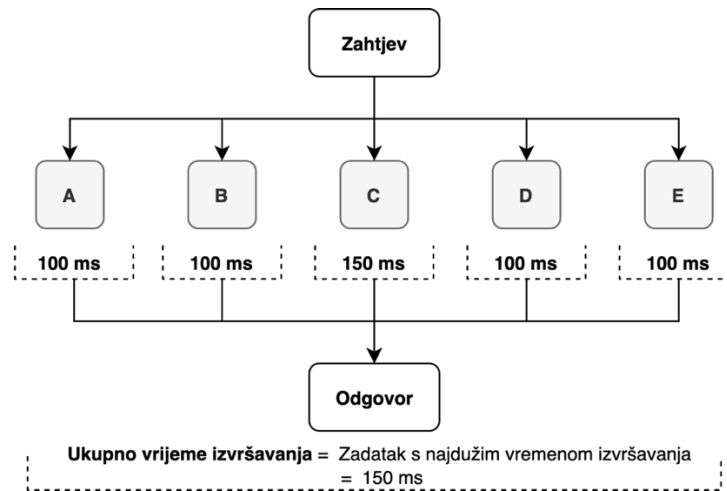 Zahtjev
A
B
C
D
E
100 ms
100 ms
150 ms
100 ms
100 ms
Odgovor
Ukupno vrijeme izvršavanja = Zadatak s najdužim vremenom izvršavanja
= 150 ms